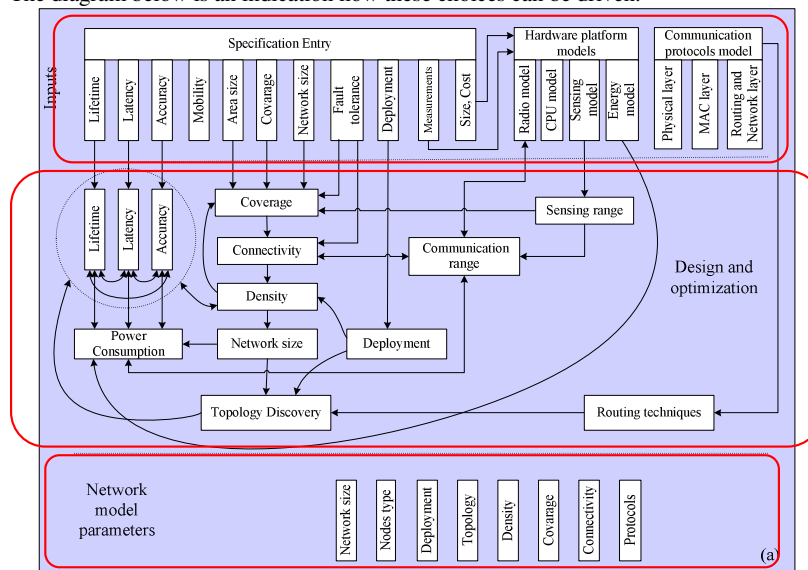 The diagram below is an indication how these choices can be driven.
Inputs
Specification Entry
Lifetime
Latency
Accuracy
Mobility
Area size
Covarage
Network size
Fault
tolerance
Deployment
Measurements
Size, Cost
Hardware platform
models
Radio model
CPU model
Sensing
model
Energy
model
Communication
protocols model
Physical layer
MAC layer
Routing and
Network layer
Lifetime
Latency
Accuracy
Coverage
Sensing range
Connectivity
Communication
range
Design and
optimization
Density
Power
Consumption
Network size
Deployment
Topology Discovery
Routing techniques
Network
model
parameters
Network size
Nodes type
Deployment
Topology
Density
Covarage
Connectivity
Protocols
(a)